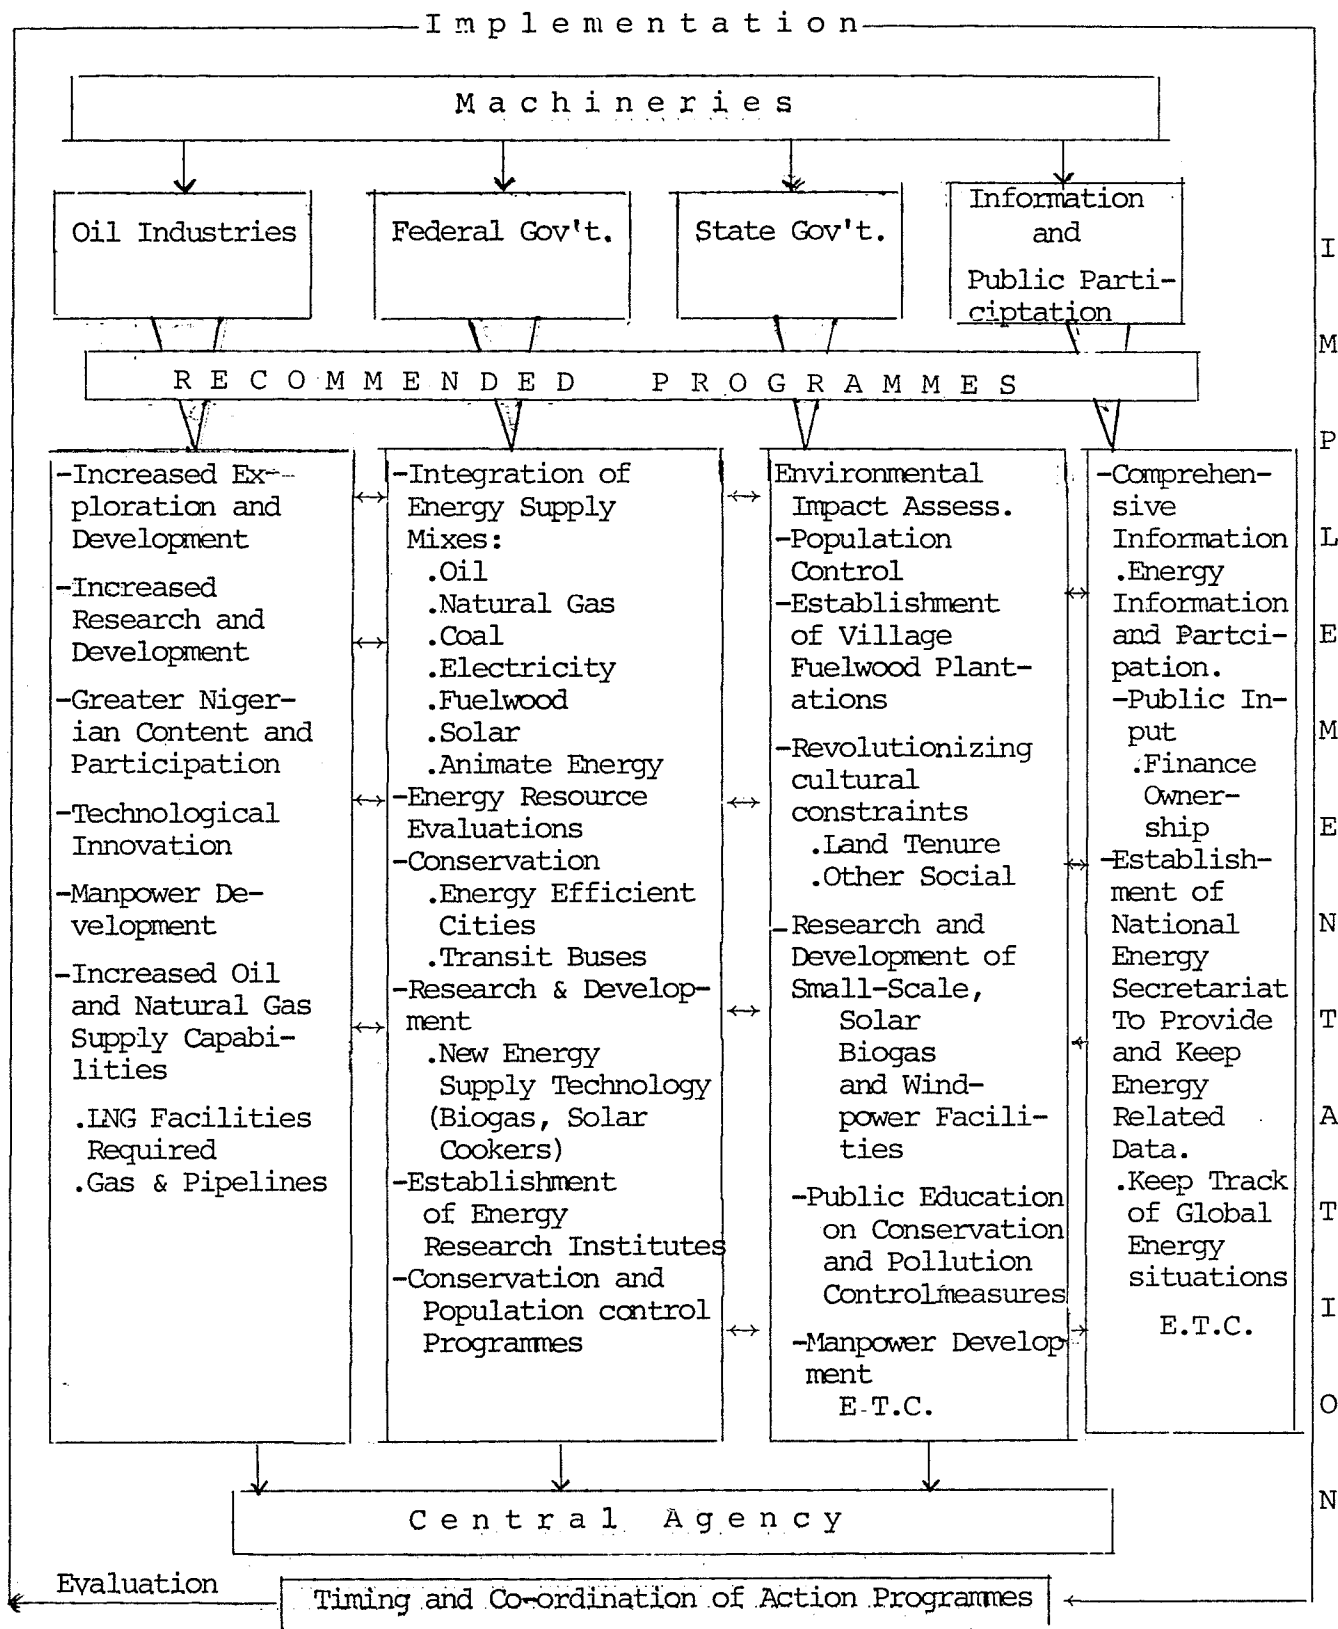 Implementation
Machineries
Oil Industries
Federal Gov't.
State Gov't.
Information
and
Public Parti-
ciptation
RECOMMENDED PROGRAMMES
-Increased Ex-
ploration and
Development
-Increased
Research and
Development
-Greater Niger-
ian Content and
Participation
-Technological
Innovation
-Manpower De-
velopment
-Increased Oil
and Natural Gas
Supply Capabi-
lities
.LNG Facilities
Required
.Gas & Pipelines
-Integration of
Energy Supply
Mixes:
.Oil
.Natural Gas
.Coal
.Electricity
.Fuelwood
.Solar
.Animate Energy
-Energy Resource
Evaluations
-Conservation
.Energy Efficient
Cities
.Transit Buses
-Research & Develop-
ment
.New Energy
Supply Technology
(Biogas, Solar
Cookers)
-Establishment
of Energy
Research Institutes
-Conservation and
Population control
Programmes
Environmental
Impact Assess.
-Population
Control
-Establishment
of Village
Fuelwood Plant-
ations
-Revolutionizing
cultural
constraints
.Land Tenure
.Other Social
-Research and
Development of
Small-Scale,
Solar
Biogas
and Wind-
power Facili-
ties
-Public Education
on Conservation
and Pollution
Controlmeasures
-Manpower Develop
ment
E.T.C.
-Comprehen-
sive
Information
.Energy
Information
and Partci-
pation.
-Public In-
put
.Finance
Owner-
ship
-Establish-
ment of
National
Energy
Secretariat
To Provide
and Keep
Energy
Related
Data.
.Keep Track
of Global
Energy
situations
E.T.C.
IMPLEMENTATION
Central Agency
Evaluation
Timing and Co-ordination of Action Programmes